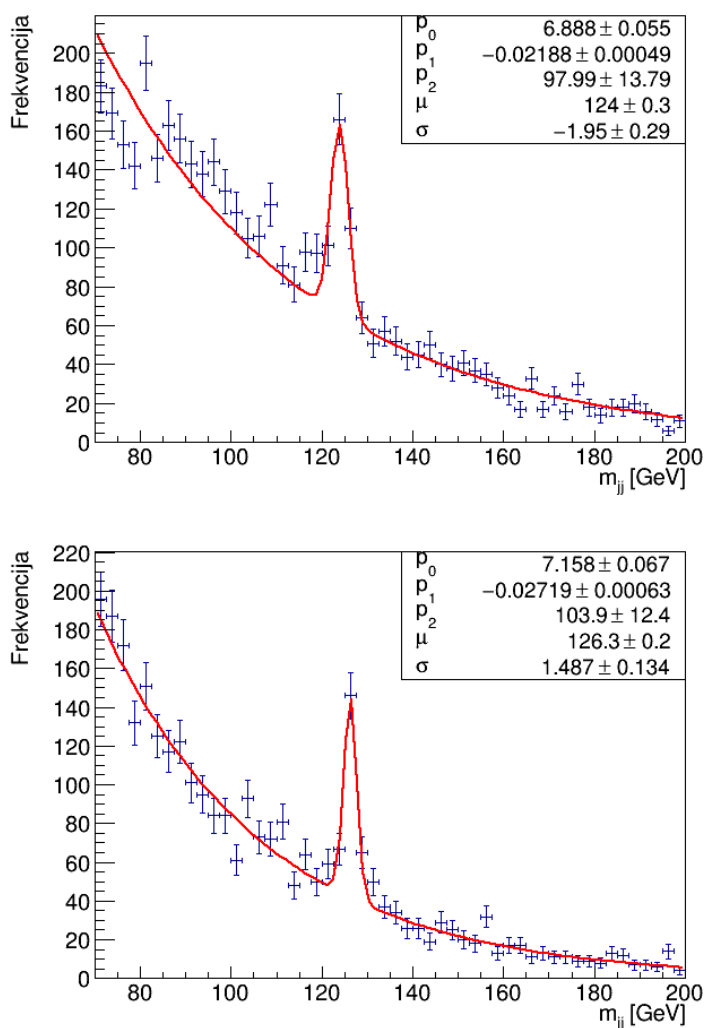 Frekvencija
220
200
180
160
140
120
100
80
60
40
20
0
p₀ 6.888 ± 0.055
p₁ −0.02188 ± 0.00049
p₂ 97.99 ± 13.79
μ 124 ± 0.3
σ −1.95 ± 0.29
80 100 120 140 160 180 200
m_jj [GeV]
Frekvencija
220
200
180
160
140
120
100
80
60
40
20
0
p₀ 7.158 ± 0.067
p₁ −0.02719 ± 0.00063
p₂ 103.9 ± 12.4
μ 126.3 ± 0.2
σ 1.487 ± 0.134
80 100 120 140 160 180 200
m_jj [GeV]